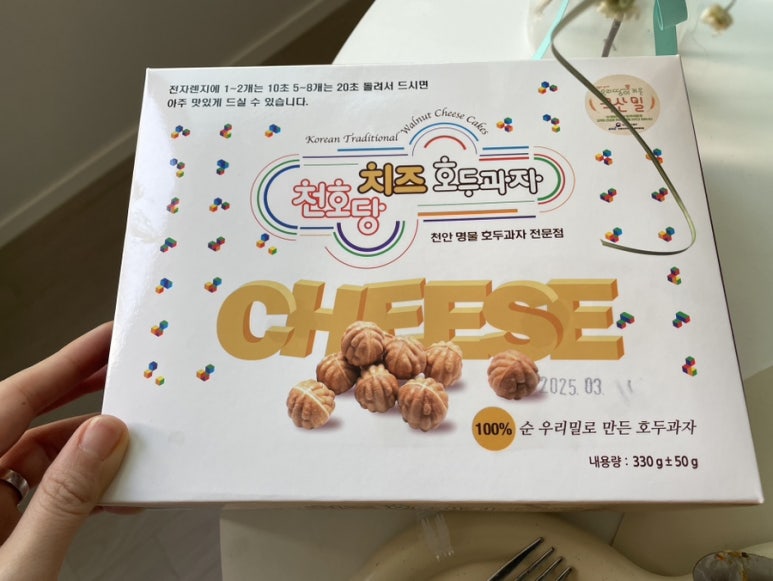 전자렌지에 1~2개는 10초 5-8개는 20초 돌려서 드시면
아주 맛있게 드실 수 있습니다.
Korean Traditional Walnut Cheese Cakes
천호당 치즈 호두과자
천안 명물 호두과자 전문점
국산밀
CHEESE
2025. 03.
100% 순 우리밀로 만든 호두과자
내용량 : 330g±50g